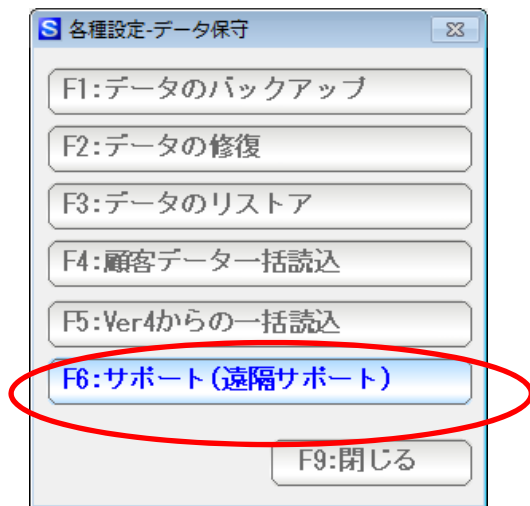 S 各種設定-データ保守
F1:データのバックアップ
F2:データの修復
F3:データのリストア
F4:顧客データ一括読込
F5:Ver4からの一括読込
F6:サポート(遠隔サポート)
F9:閉じる